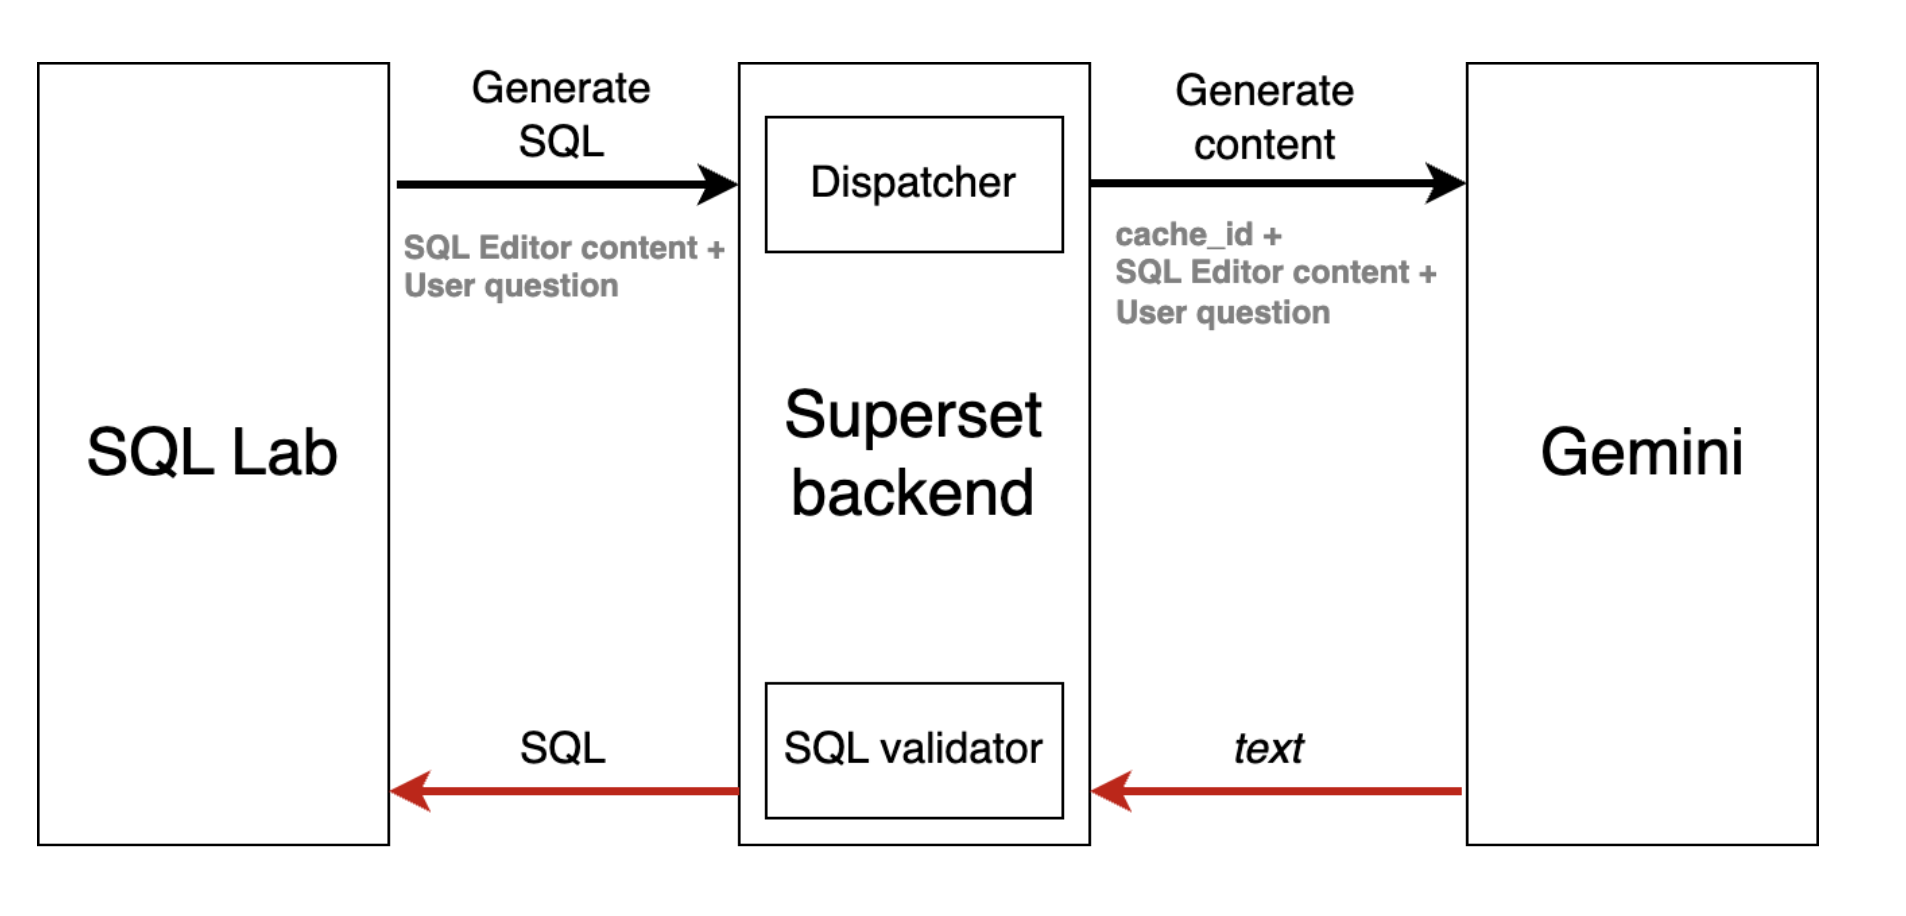 Generate
SQL
SQL Editor content +
User question
SQL Lab
Dispatcher
Superset
backend
SQL validator
Generate
content
cache_id +
SQL Editor content +
User question
Gemini
SQL
text